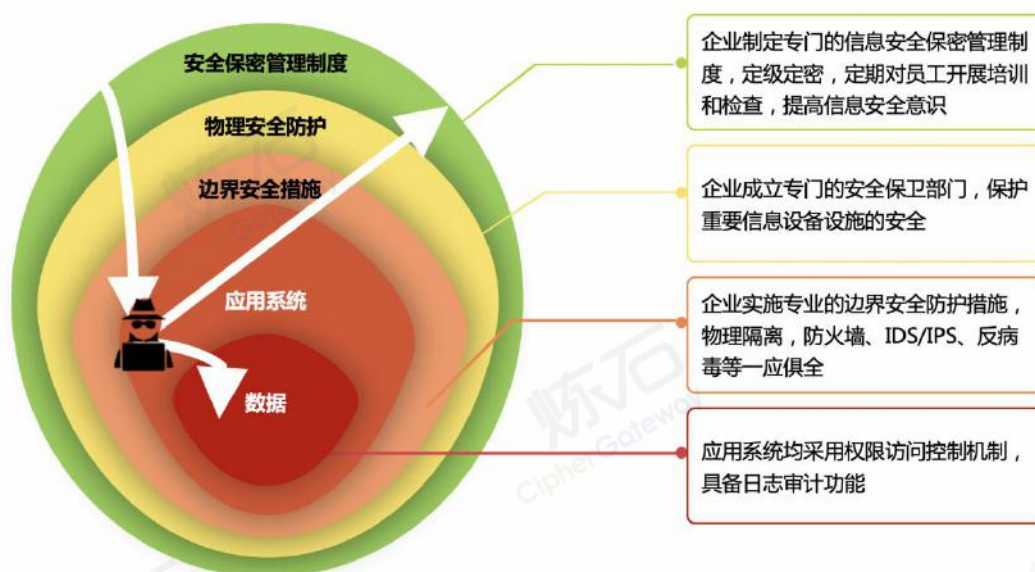 安全保密管理制度
物理安全防护
边界安全措施
应用系统
数据
企业制定专门的信息安全保密管理制
度，定级定密，定期对员工开展培训
和检查，提高信息安全意识
企业成立专门的安全保卫部门，保护
重要信息设备设施的安全
企业实施专业的边界安全防护措施，
物理隔离，防火墙、IDS/IPS、反病
毒等一应俱全
应用系统均采用权限访问控制机制，
具备日志审计功能
炼石
CipherGateway